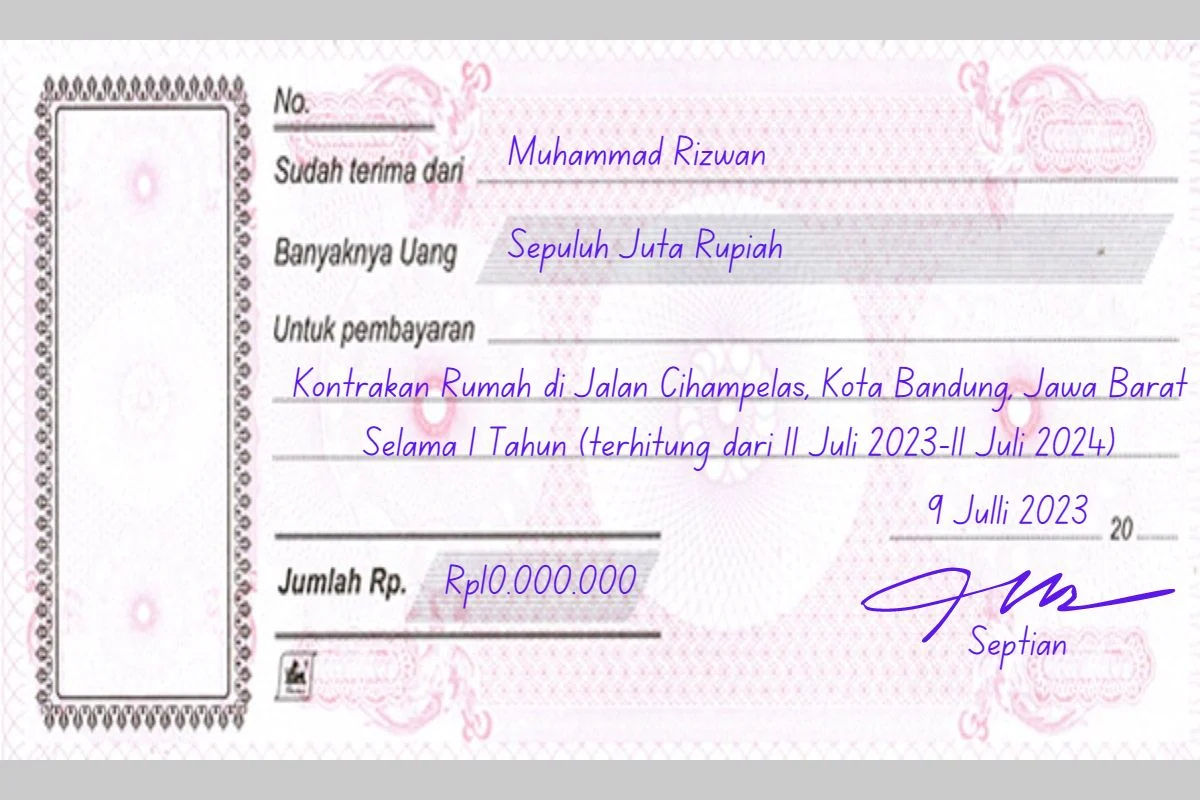 No.
Sudah terima dari Muhammad Rizwan
Banyaknya Uang Sepuluh Juta Rupiah
Untuk pembayaran
Kontrakan Rumah di Jalan Cihampelas, Kota Bandung, Jawa Barat
Selama 1 Tahun (terhitung dari 11 Juli 2023-11 Juli 2024)
9 Julli 2023 20
Jumlah Rp. Rp10.000.000
Septian